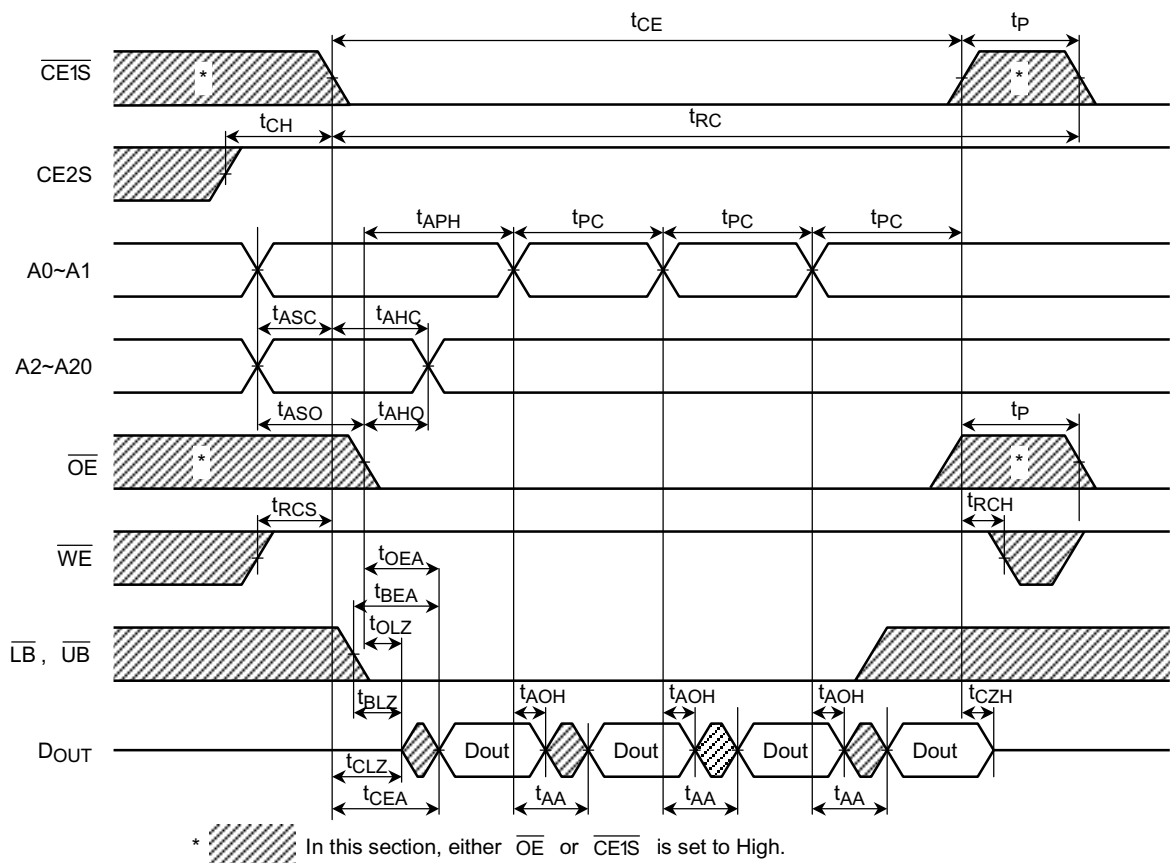 tCE tP
CE1S * *
tCH tRC
CE2S
tAPH tPC tPC tPC
A0~A1
tASC tAHC
A2~A20
tASO tAHO tP
OE * *
tRCS tRCH
WE
tOEA
tBEA
tOLZ
LB , UB
tBLZ tAOH tAOH tAOH tCZH
DOUT Dout Dout Dout Dout
tCLZ
tCEA tAA tAA tAA
* In this section, either OE or CE1S is set to High.